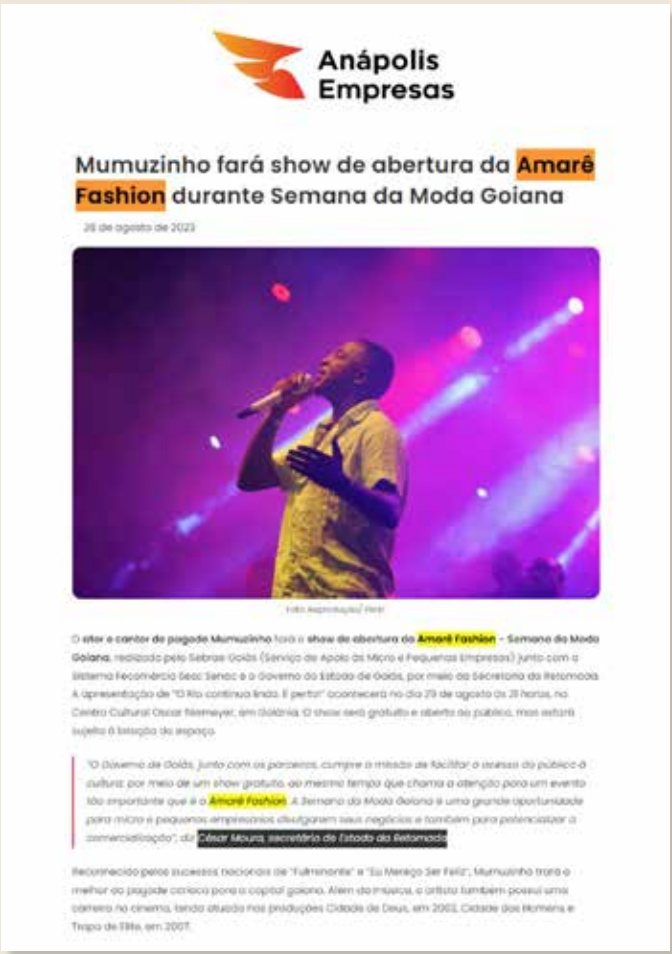 Anápolis
Empresas
Mumuzinho fará show de abertura da Amarê
Fashion durante Semana da Moda Goiana
de agosto de 2023
Foto: Reprodução/ Flickr
O ator e cantor de pagode Mumuzinho fará o show de abertura da Amarê Fashion - Semana da Moda
Goiana, realizada pelo Sebrae Goiás (Serviço de Apoio às Micro e Pequenas Empresas) junto com o
Sistema Fecomércio Sesc Senac e o Governo do Estado de Goiás, por meio da Secretaria da Retomada.
A apresentação de "O Rio continua lindo. E perto!" acontecerá no dia 29 de agosto às 21 horas, no
Centro Cultural Oscar Niemeyer, em Goiânia. O show será gratuito e aberto ao público, mas estará
sujeito à lotação do espaço.
"O Governo de Goiás, junto com os parceiros, cumpre a missão de facilitar o acesso do público à
cultura, por meio de um show gratuito, ao mesmo tempo que chama a atenção para um evento
tão importante que é a Amarê Fashion. A Semana da Moda Goiana é uma grande oportunidade
para micro e pequenos empresários divulgarem seus negócios e também para potencializar a
comercialização", diz César Moura, secretário de Estado da Retomada.
Reconhecido pelos sucessos nacionais de "Fulminante" e "Eu Mereço Ser Feliz", Mumuzinho trará o
melhor do pagode carioca para a capital goiana. Além da música, o artista também possui uma
carreira no cinema, tendo atuado nas produções Cidade de Deus, em 2002, Cidade dos Homens e
Tropa de Elite, em 2007.